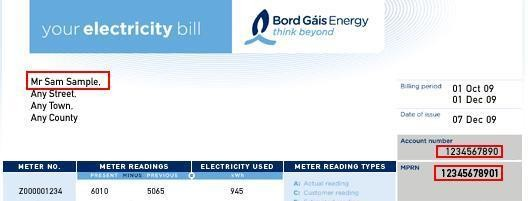 your electricity bill
Bord Gáis Energy
think beyond
Mr Sam Sample,
Any Street,
Any Town,
Any County
Billing period 01 Oct 09
01 Dec 09
Date of issue 07 Dec 09
Account number
1234567890
MPRN 12345678901
METER NO. METER READINGS ELECTRICITY USED METER READING TYPES
PRESENT MINUS PREVIOUS kWh
A: Actual reading
Z000001234 6010 5065 945
C: Customer reading